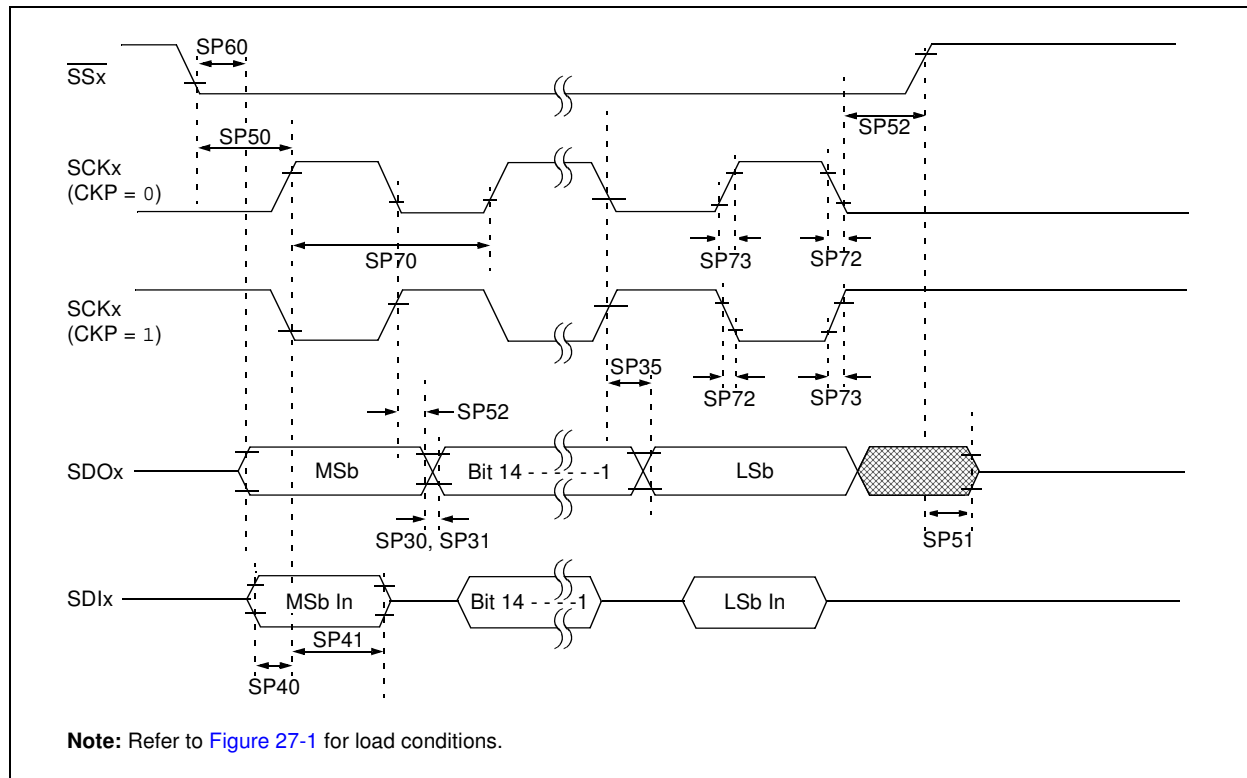 SP60
SSx
SP50
SP52
SCKx
(CKP = 0)
SP70
SP73
SP72
SCKx
(CKP = 1)
SP35
SP72
SP73
SP52
SDOx
MSb
Bit 14 - - - - - -1
LSb
SP30, SP31
SP51
SDIx
MSb In
Bit 14 - - - -1
LSb In
SP41
SP40
Note: Refer to Figure 27-1 for load conditions.